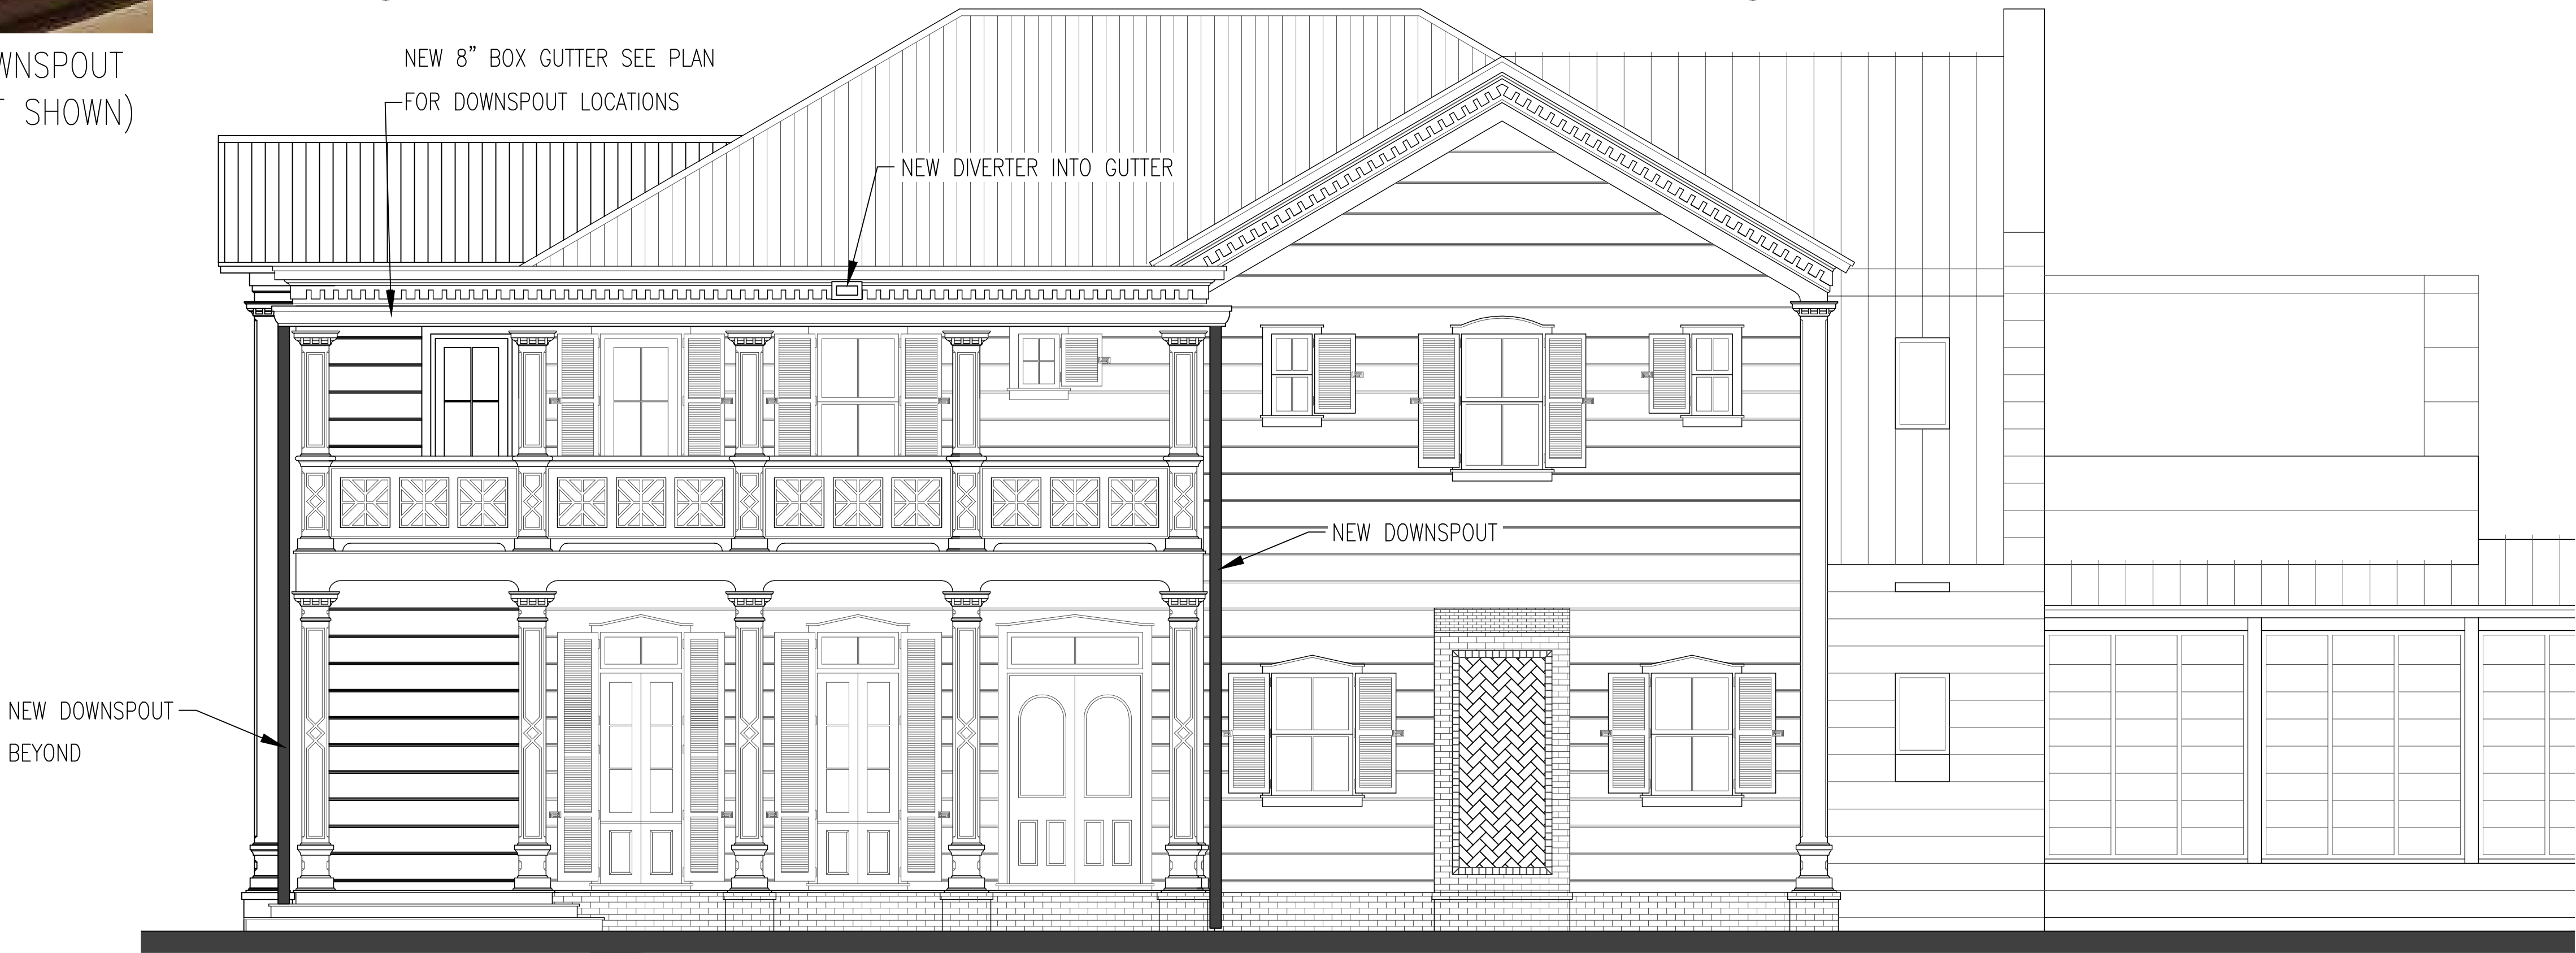 SHOWN)
NEW 8” BOX GUTTER SEE PLAN
FOR DOWNSPOUT LOCATIONS
NEW DIVERTER INTO GUTTER
NEW DOWNSPOUT
NEW DOWNSPOUT
BEYOND